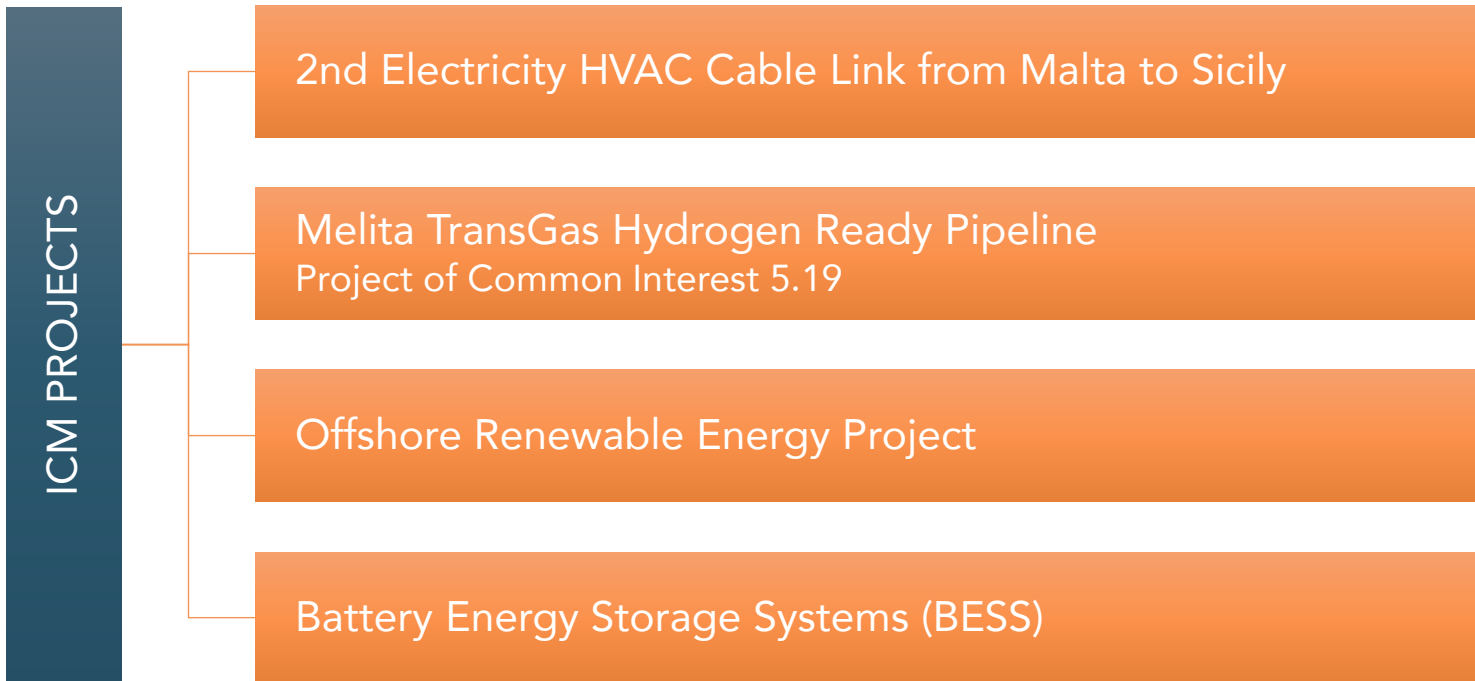 ICM PROJECTS
2nd Electricity HVAC Cable Link from Malta to Sicily
Melita TransGas Hydrogen Ready Pipeline
Project of Common Interest 5.19
Offshore Renewable Energy Project
Battery Energy Storage Systems (BESS)